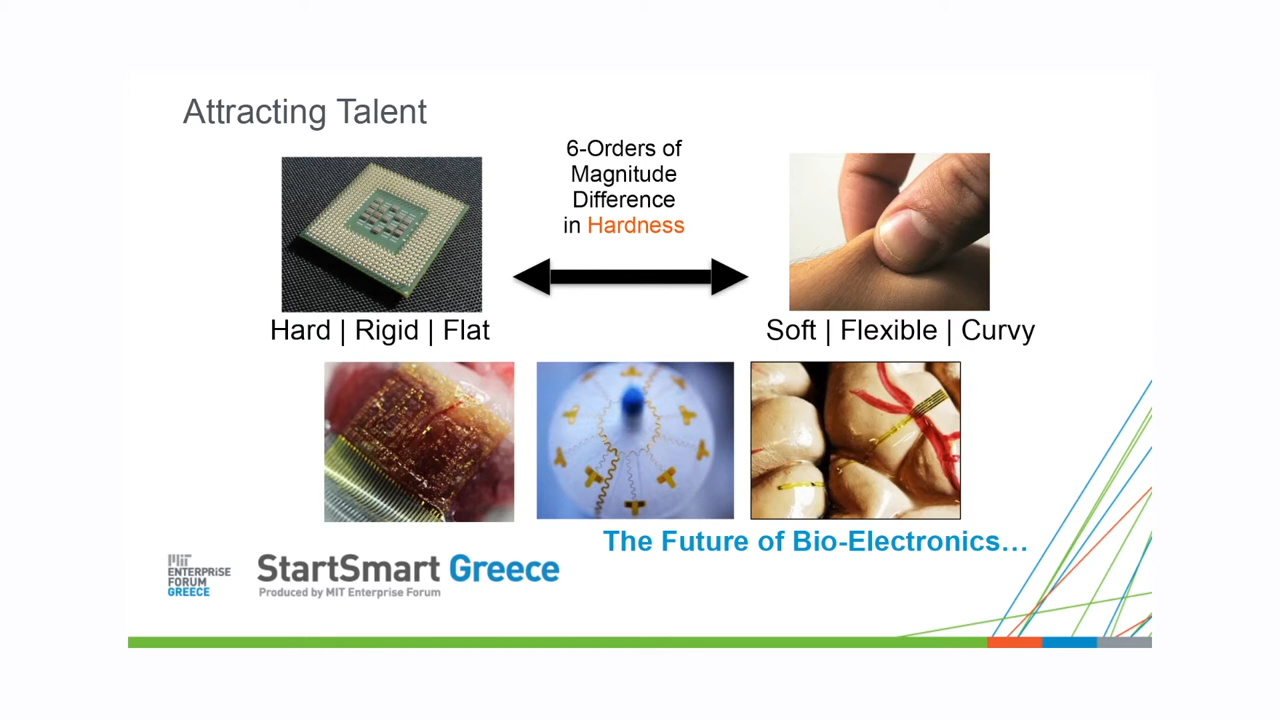 Attracting Talent
6-Orders of
Magnitude
Difference
in Hardness
Hard | Rigid | Flat
Soft | Flexible | Curvy
The Future of Bio-Electronics…
MIT
ENTERPRISE
FORUM
GREECE
StartSmart Greece
Produced by MIT Enterprise Forum